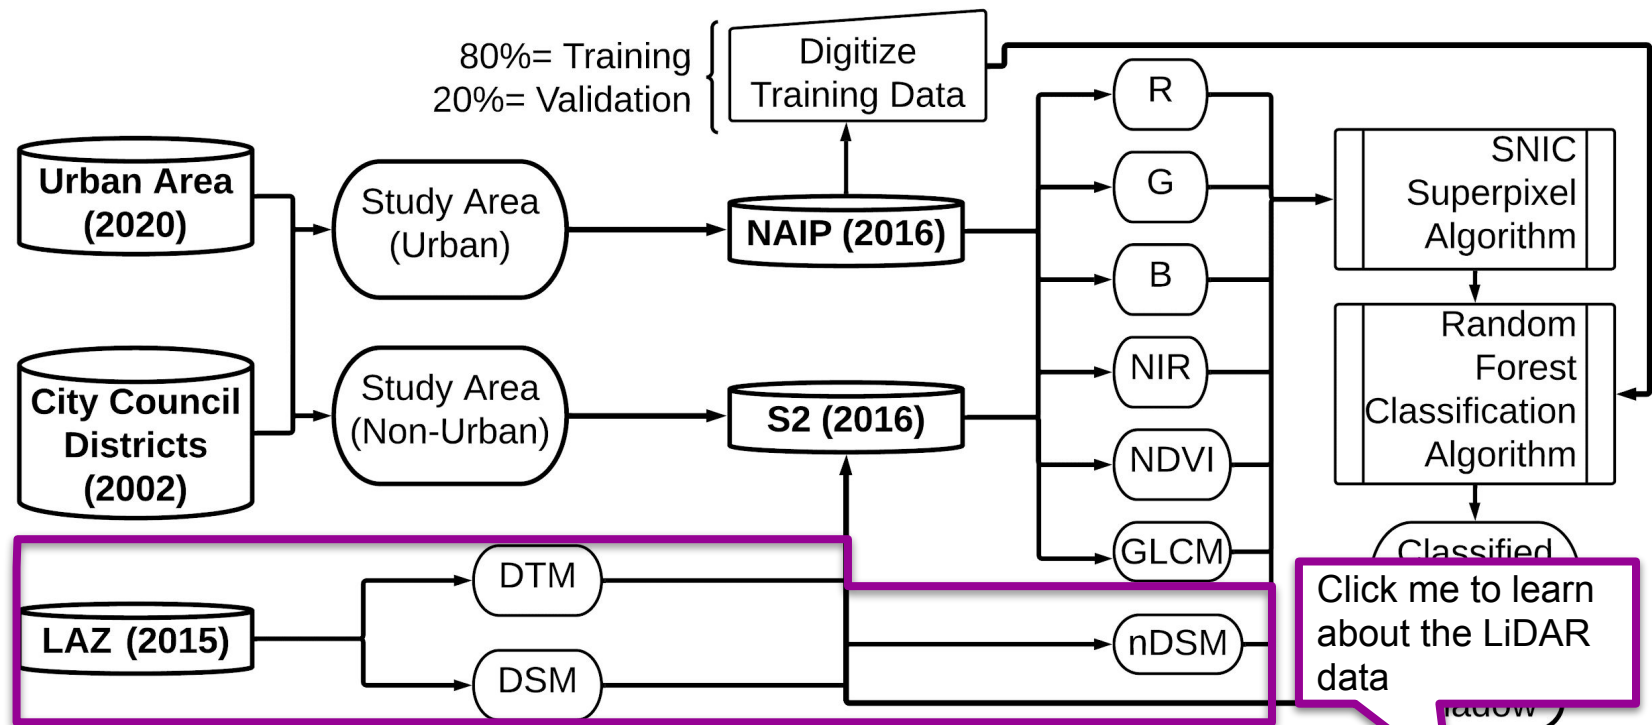 80%= Training
20%= Validation
Digitize
Training Data
Urban Area
(2020)
Study Area
(Urban)
NAIP (2016)
R
G
B
NIR
NDVI
GLCM
SNIC
Superpixel
Algorithm
Random
Forest
Classification
Algorithm
City Council
Districts
(2002)
Study Area
(Non-Urban)
S2 (2016)
Classified
LAZ (2015)
DTM
DSM
nDSM
Click me to learn
about the LiDAR
data